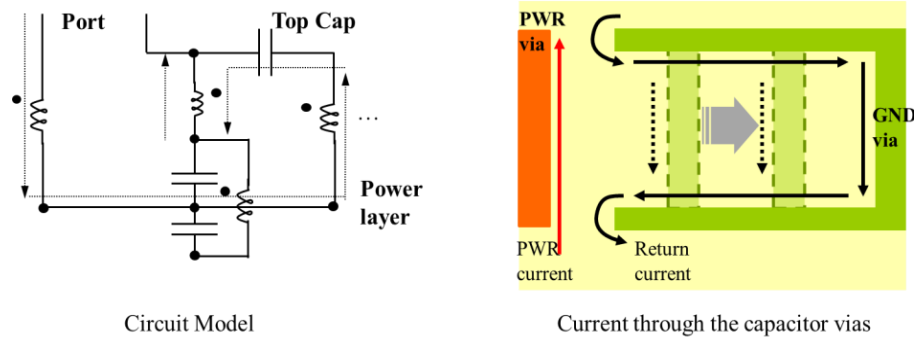 Port
Top Cap
...
Power
layer
Circuit Model
PWR
via
GND
via
PWR
current
Return
current
Current through the capacitor vias